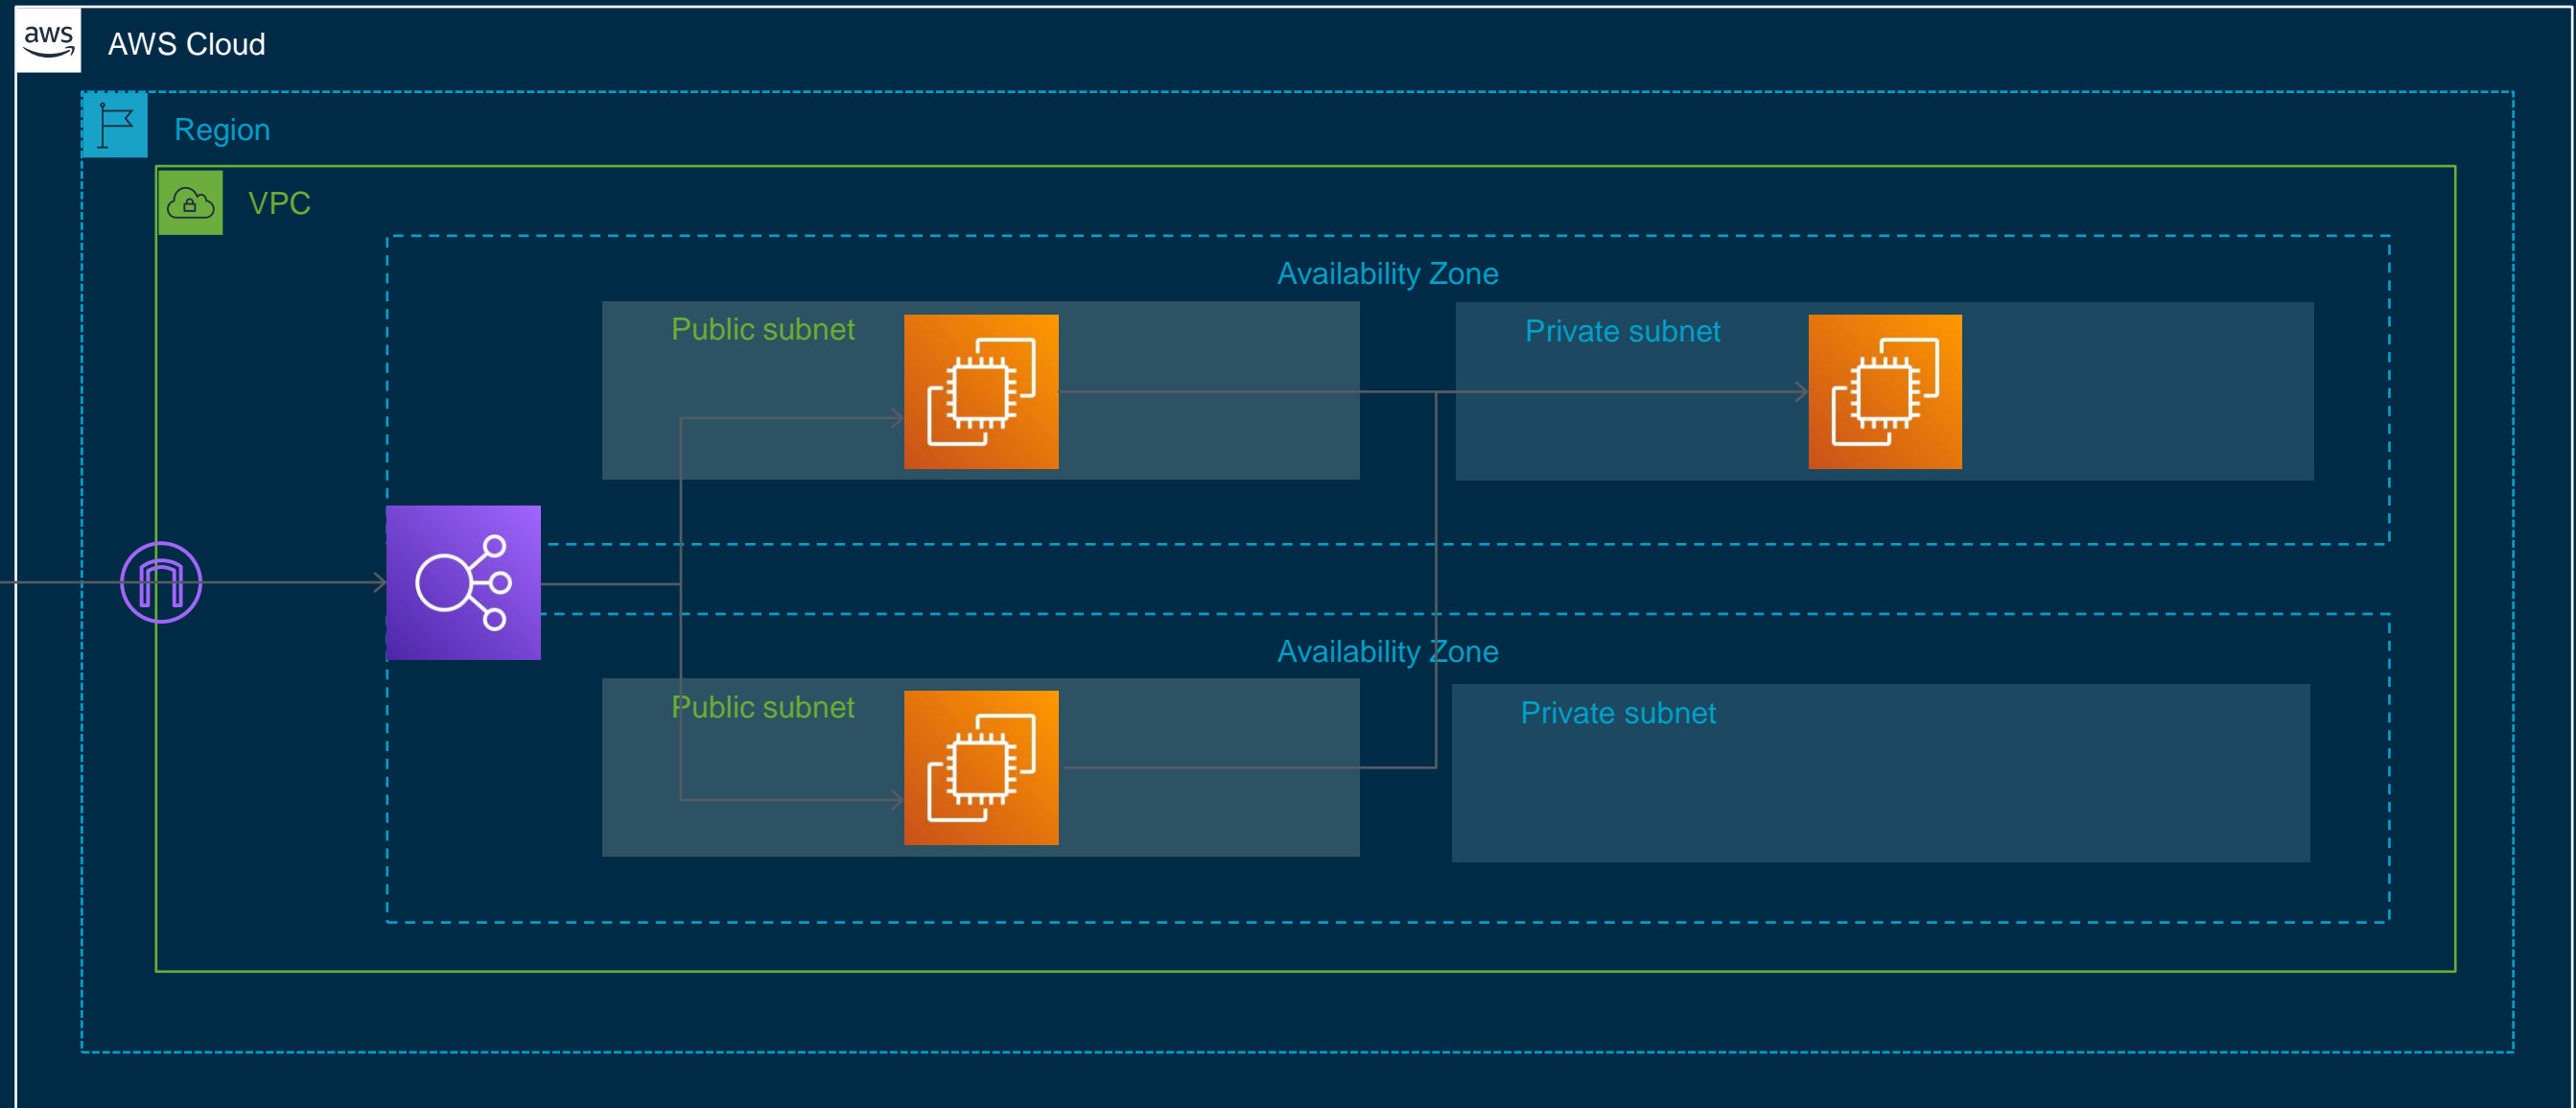 aws
AWS Cloud
Region
VPC
Availability Zone
Public subnet
Private subnet
Availability Zone
Public subnet
Private subnet